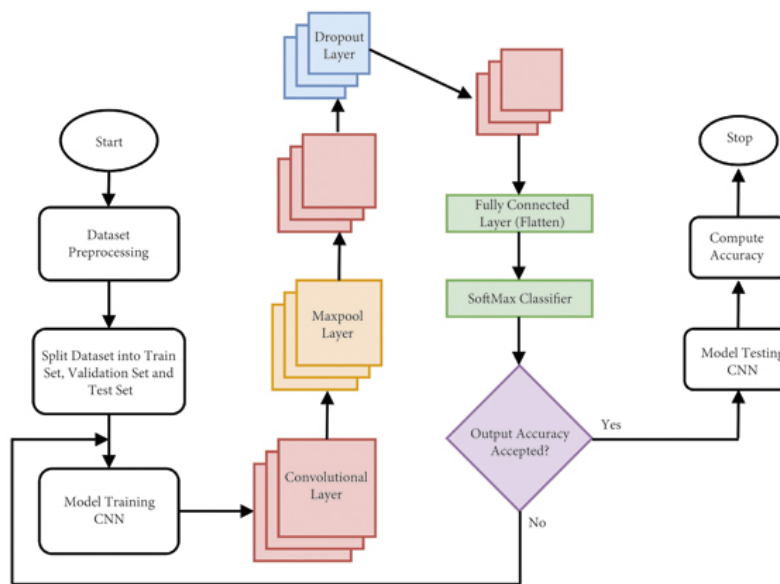 Start
Dataset
Preprocessing
Split Dataset into Train
Set, Validation Set and
Test Set
Model Training
CNN
Convolutional
Layer
Maxpool
Layer
Dropout
Layer
Fully Connected
Layer (Flatten)
SoftMax Classifier
Output Accuracy
Accepted?
Yes
No
Model Testing
CNN
Compute
Accuracy
Stop